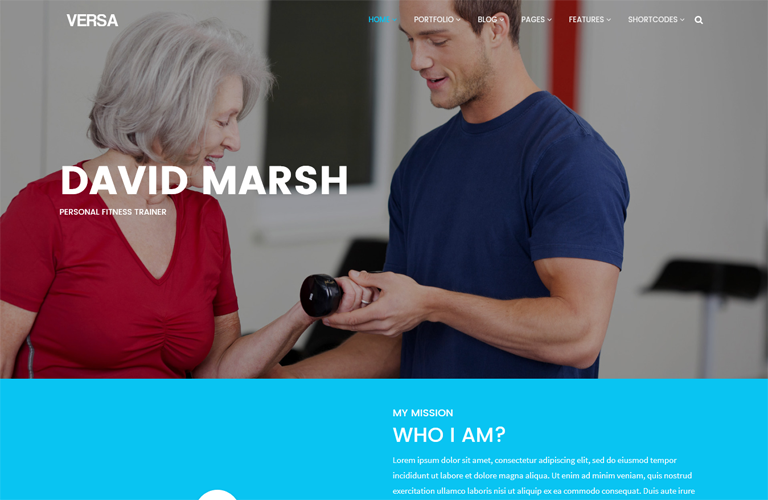 VERSA
HOME PORTFOLIO BLOG PAGES FEATURES SHORTCODES
DAVID MARSH
PERSONAL FITNESS TRAINER
MY MISSION
WHO I AM?
Lorem ipsum dolor sit amet, consectetur adipiscing elit, sed do eiusmod tempor
incididunt ut labore et dolore magna aliqua. Ut enim ad minim veniam, quis nostrud
exercitation ullamco laboris nisi ut aliquip ex ea commodo consequat. Duis aute irure